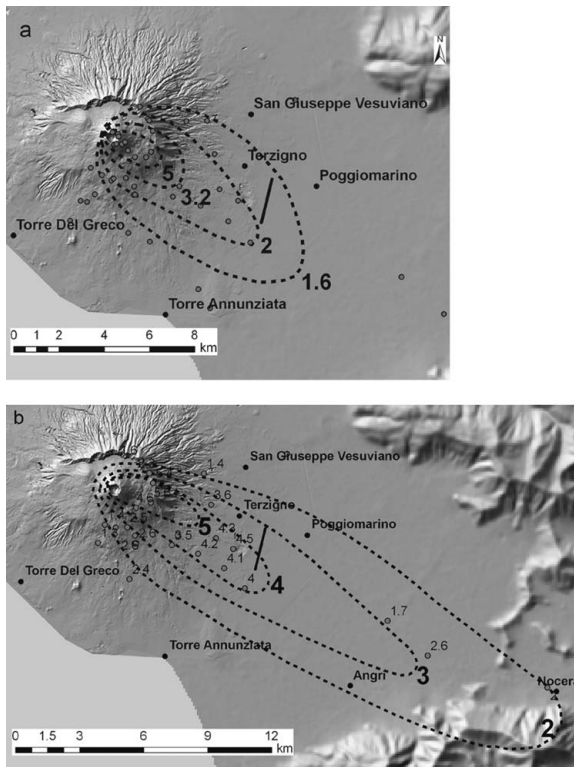 a
N
San Giuseppe Vesuviano
Terzigno
Poggiomarino
5
3.2
2
1.6
Torre Del Greco
Torre Annunziata
0 1 2 4 6 8
km
b
San Giuseppe Vesuviano
1.4
3.6
Terzigno
Poggiomarino
5
4.3
4.5
3.5
4.2
4.1
2.4
4
4
Torre Del Greco
1.7
2.6
Torre Annunziata
3
Angri
Nocera
2
0 1.5 3 6 9 12
km